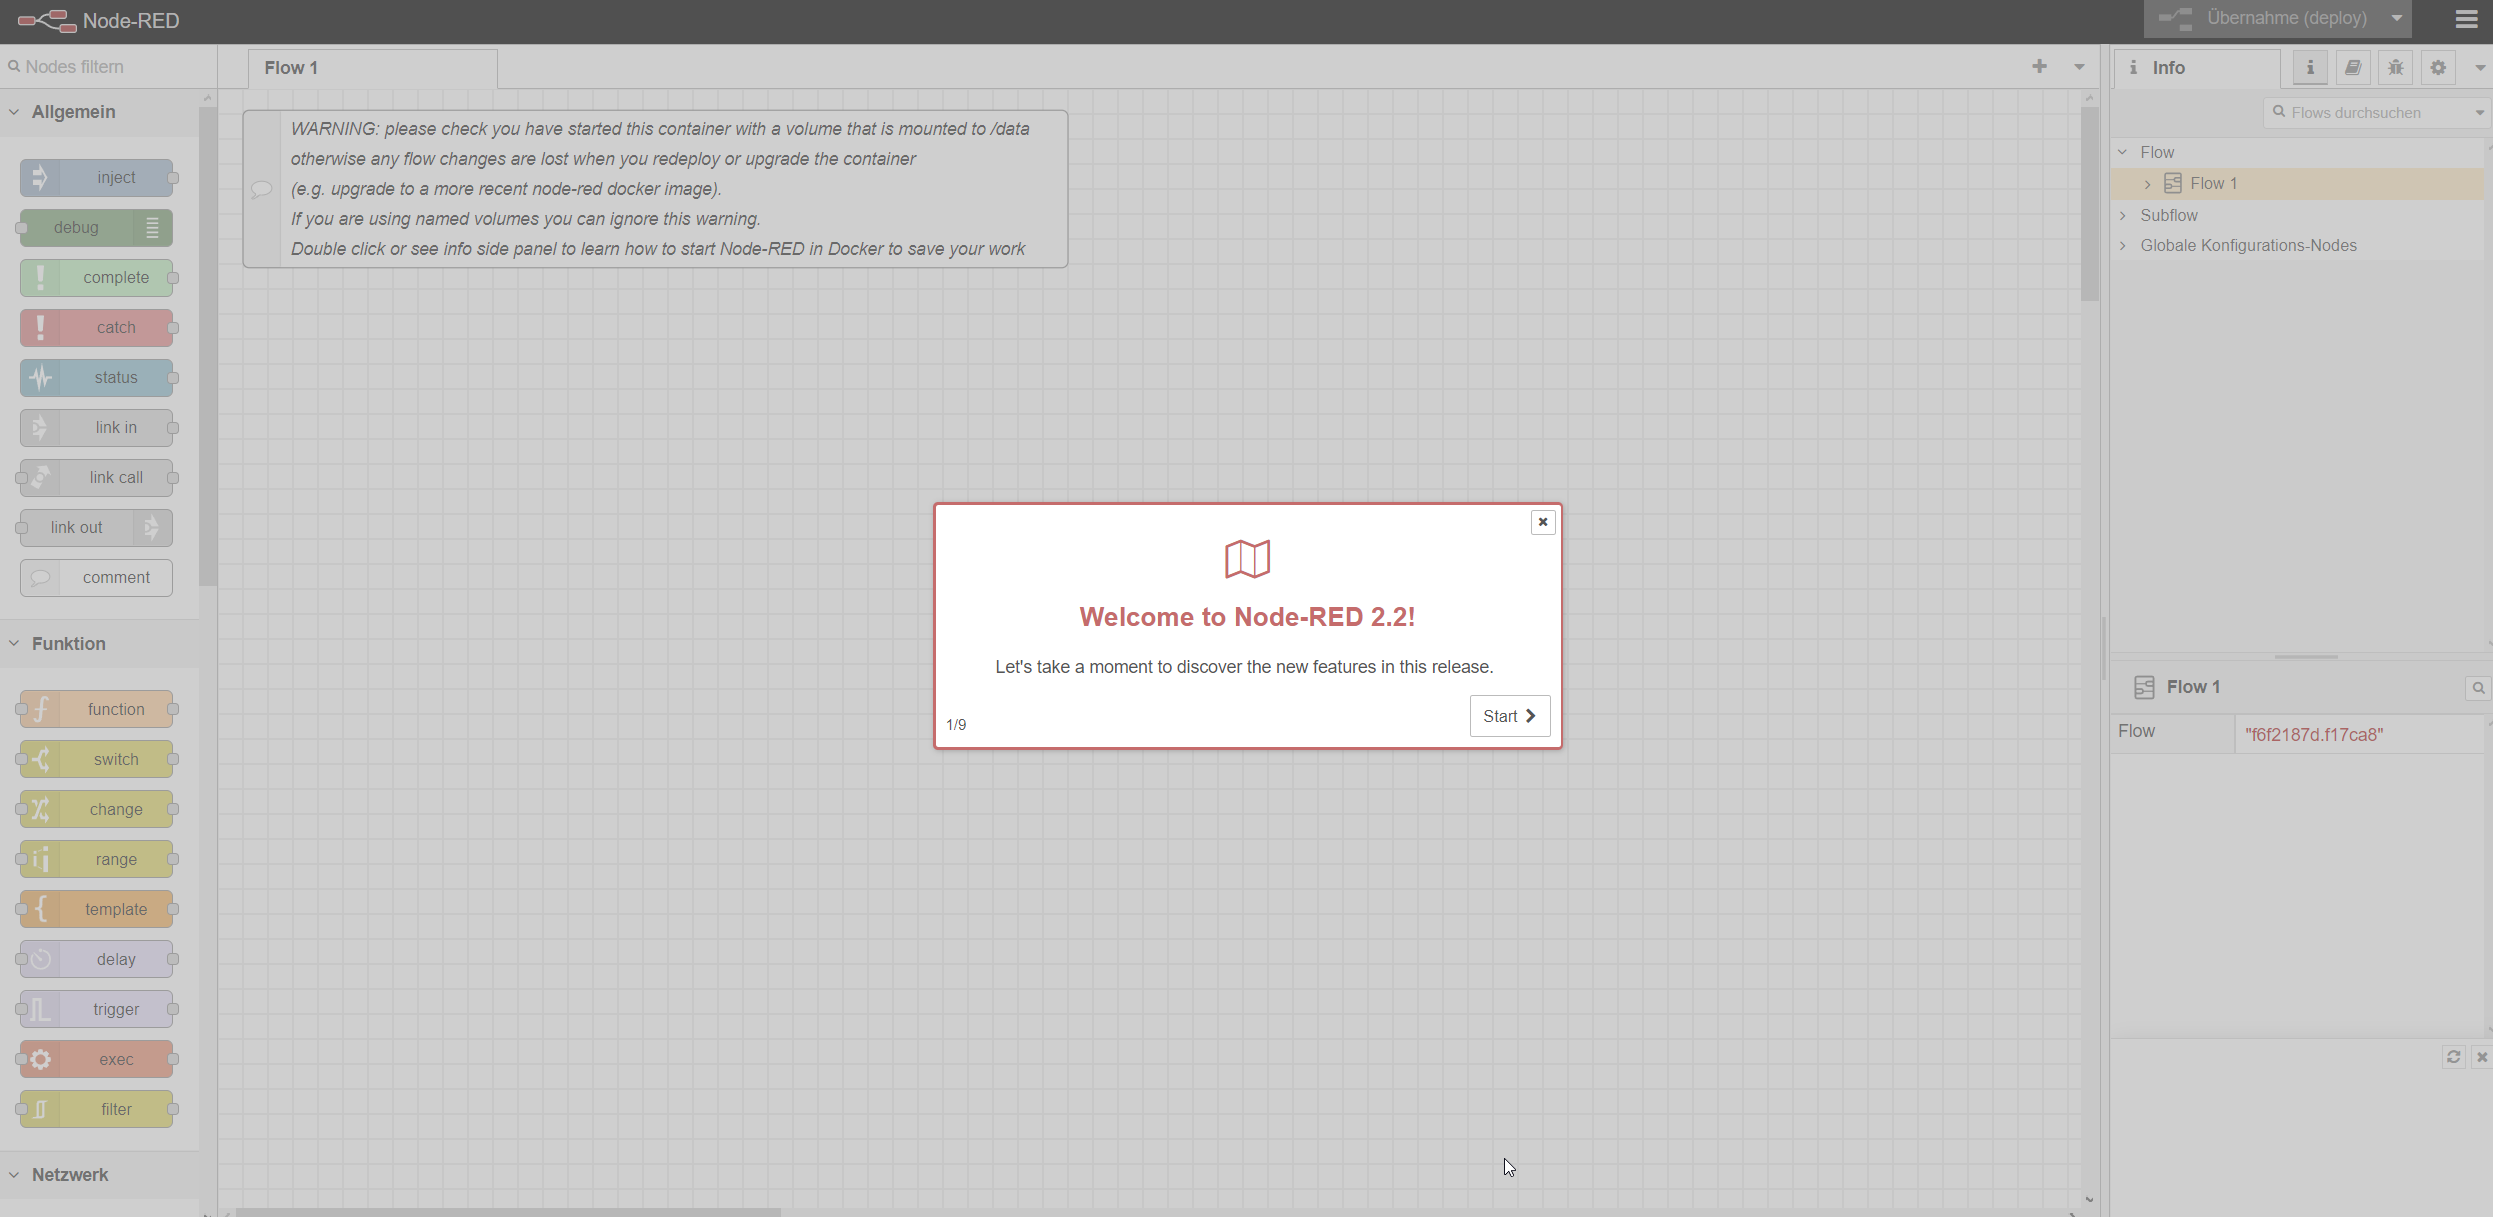 Node-RED
Übernahme (deploy)
Nodes filtern
Flow 1
Info
Flows durchsuchen
Allgemein
inject
debug
complete
catch
status
link in
link call
link out
comment
Funktion
function
switch
change
range
template
delay
trigger
exec
filter
Netzwerk
WARNING: please check you have started this container with a volume that is mounted to /data
otherwise any flow changes are lost when you redeploy or upgrade the container
(e.g. upgrade to a more recent node-red docker image).
If you are using named volumes you can ignore this warning.
Double click or see info side panel to learn how to start Node-RED in Docker to save your work
Welcome to Node-RED 2.2!
Let's take a moment to discover the new features in this release.
1/9
Start
Flow
Flow 1
Subflow
Globale Konfigurations-Nodes
Flow 1
Flow
"f6f2187d.f17ca8"